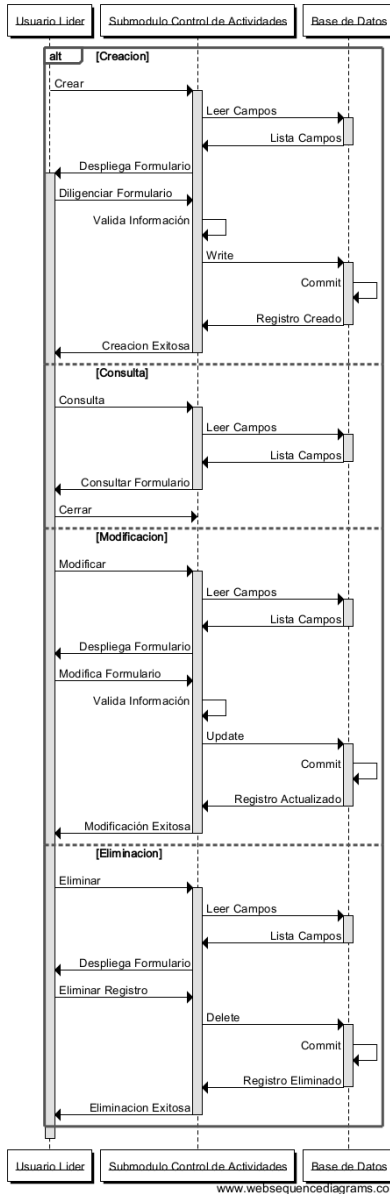 Usuario Lider
Submodulo Control de Actividades
Base de Datos
alt
[Creacion]
Crear
Leer Campos
Lista Campos
Despliega Formulario
Diligenciar Formulario
Valida Información
Write
Commit
Registro Creado
Creacion Exitosa
[Consulta]
Consulta
Leer Campos
Lista Campos
Consultar Formulario
Cerrar
[Modificacion]
Modificar
Leer Campos
Lista Campos
Despliega Formulario
Modifica Formulario
Valida Información
Update
Commit
Registro Actualizado
Modificación Exitosa
[Eliminacion]
Eliminar
Leer Campos
Lista Campos
Despliega Formulario
Eliminar Registro
Delete
Commit
Registro Eliminado
Eliminacion Exitosa
Usuario Lider
Submodulo Control de Actividades
Base de Datos
www.websequencediagrams.co